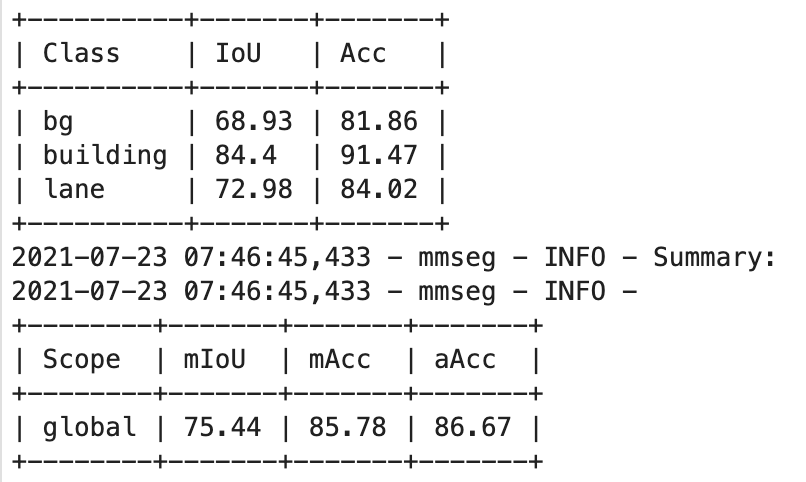 +----------+-------+-------+
| Class    | IoU   | Acc   |
+----------+-------+-------+
| bg       | 68.93 | 81.86 |
| building | 84.4  | 91.47 |
| lane     | 72.98 | 84.02 |
+----------+-------+-------+
2021-07-23 07:46:45,433 - mmseg - INFO - Summary:
2021-07-23 07:46:45,433 - mmseg - INFO -
+--------+-------+-------+-------+
| Scope  | mIoU  | mAcc  | aAcc  |
+--------+-------+-------+-------+
| global | 75.44 | 85.78 | 86.67 |
+--------+-------+-------+-------+